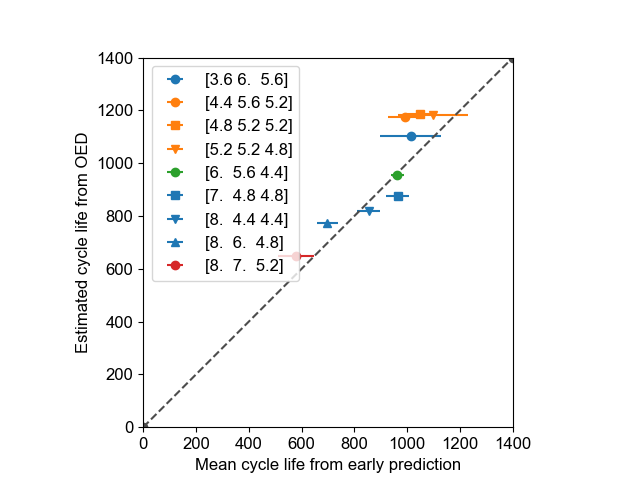 1400
1200
1000
800
600
400
200
0
Estimated cycle life from OED
[3.6 6.  5.6]
[4.4 5.6 5.2]
[4.8 5.2 5.2]
[5.2 5.2 4.8]
[6.  5.6 4.4]
[7.  4.8 4.8]
[8.  4.4 4.4]
[8.  6.  4.8]
[8.  7.  5.2]
0 200 400 600 800 1000 1200 1400
Mean cycle life from early prediction